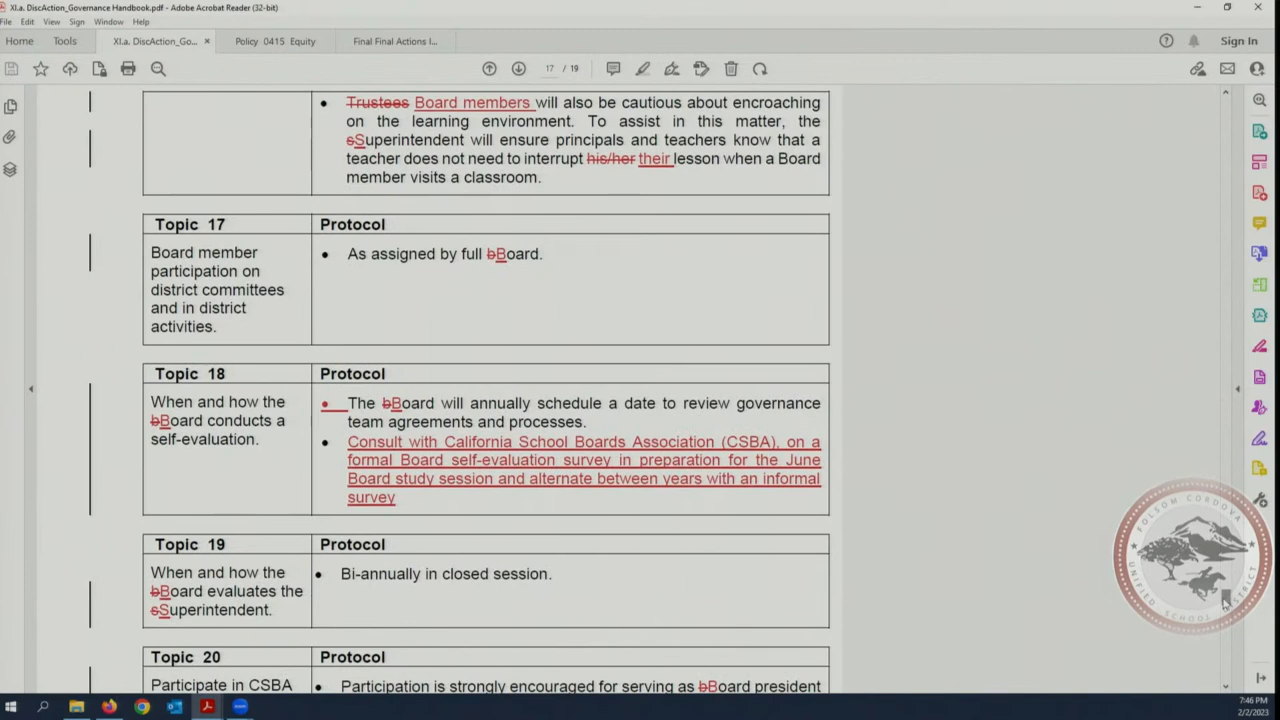 XI.a. DiscAction_Governance Handbook.pdf - Adobe Acrobat Reader (32-bit)
File Edit View Sign Window Help
Home Tools XI.a. DiscAction_Go... × Policy 0415 Equity Final Final Actions I... Sign In
17 / 19
• Trustees Board members will also be cautious about encroaching
on the learning environment. To assist in this matter, the
sSuperintendent will ensure principals and teachers know that a
teacher does not need to interrupt his/her their lesson when a Board
member visits a classroom.
Topic 17 Protocol
Board member
participation on
district committees
and in district
activities.
• As assigned by full bBoard.
Topic 18 Protocol
When and how the
bBoard conducts a
self-evaluation.
• The bBoard will annually schedule a date to review governance
team agreements and processes.
• Consult with California School Boards Association (CSBA), on a
formal Board self-evaluation survey in preparation for the June
Board study session and alternate between years with an informal
survey
Topic 19 Protocol
When and how the
bBoard evaluates the
sSuperintendent.
• Bi-annually in closed session.
Topic 20 Protocol
Participate in CSBA
• Participation is strongly encouraged for serving as bBoard president
FOLSOM CORDOVA
UNIFIED SCHOOL DISTRICT
7:46 PM
2/2/2023